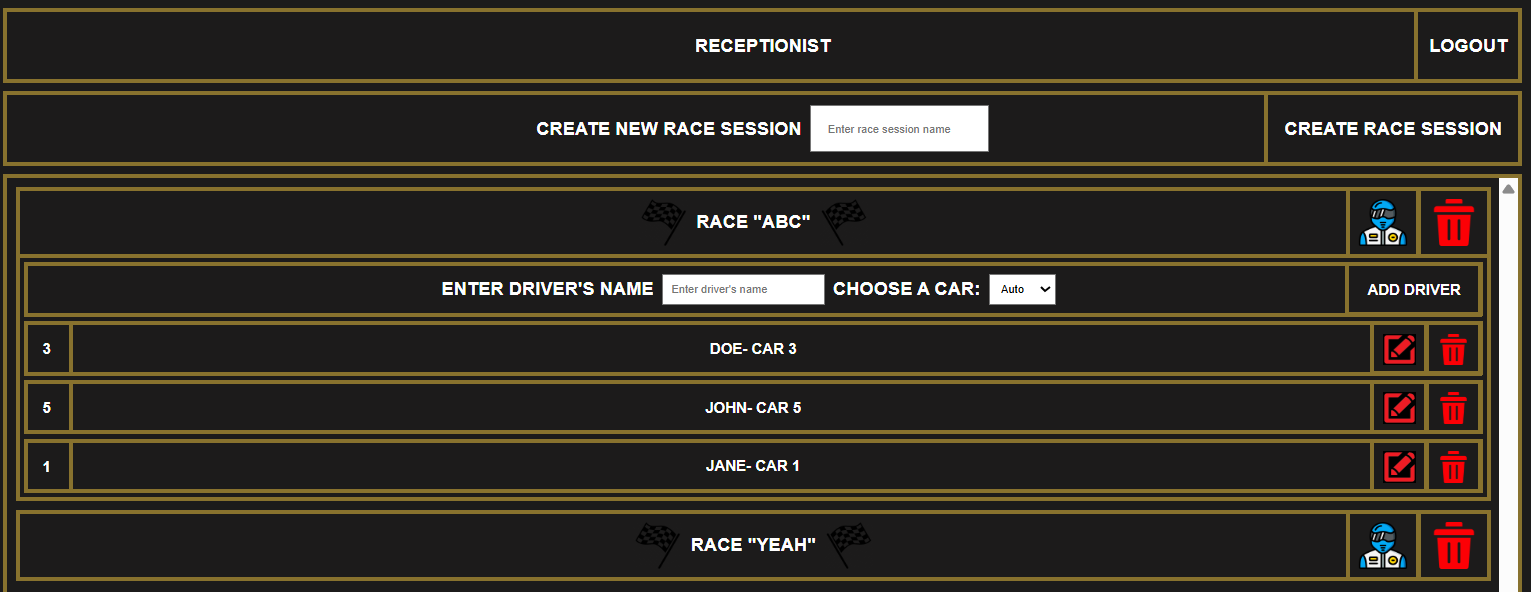 RECEPTIONIST LOGOUT
CREATE NEW RACE SESSION Enter race session name CREATE RACE SESSION
RACE "ABC"
ENTER DRIVER'S NAME Enter driver's name CHOOSE A CAR: Auto ADD DRIVER
3 DOE- CAR 3
5 JOHN- CAR 5
1 JANE- CAR 1
RACE "YEAH"